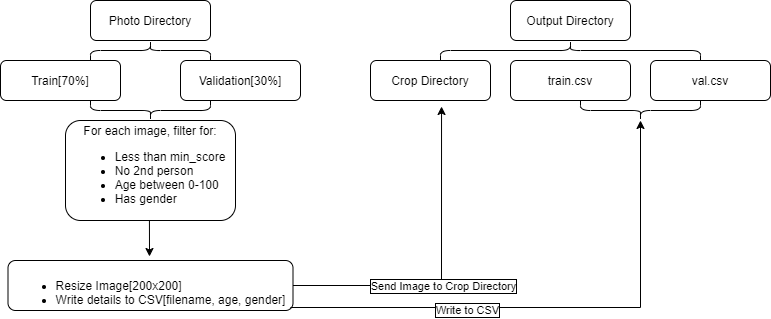 Photo Directory
Output Directory
Train[70%]
Validation[30%]
Crop Directory
train.csv
val.csv
For each image, filter for:
• Less than min_score
• No 2nd person
• Age between 0-100
• Has gender
• Resize Image[200x200]
• Write details to CSV[filename, age, gender]
Send Image to Crop Directory
Write to CSV